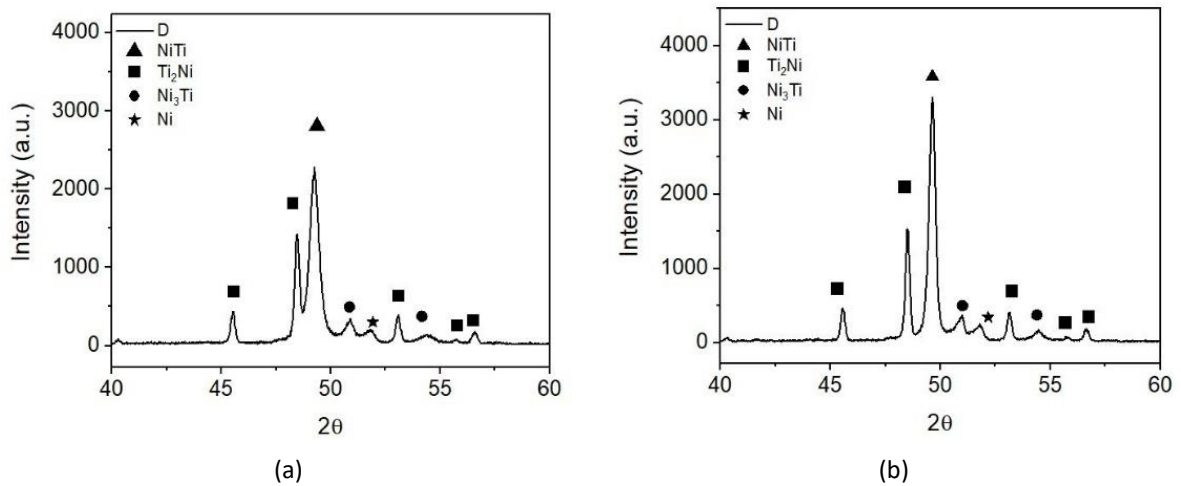 D
NiTi
Ti₂Ni
Ni₃Ti
Ni
4000
3000
2000
1000
0
Intensity (a.u.)
40 45 50 55 60
2θ
(a)
D
NiTi
Ti₂Ni
Ni₃Ti
Ni
4000
3000
2000
1000
0
Intensity (a.u.)
40 45 50 55 60
2θ
(b)